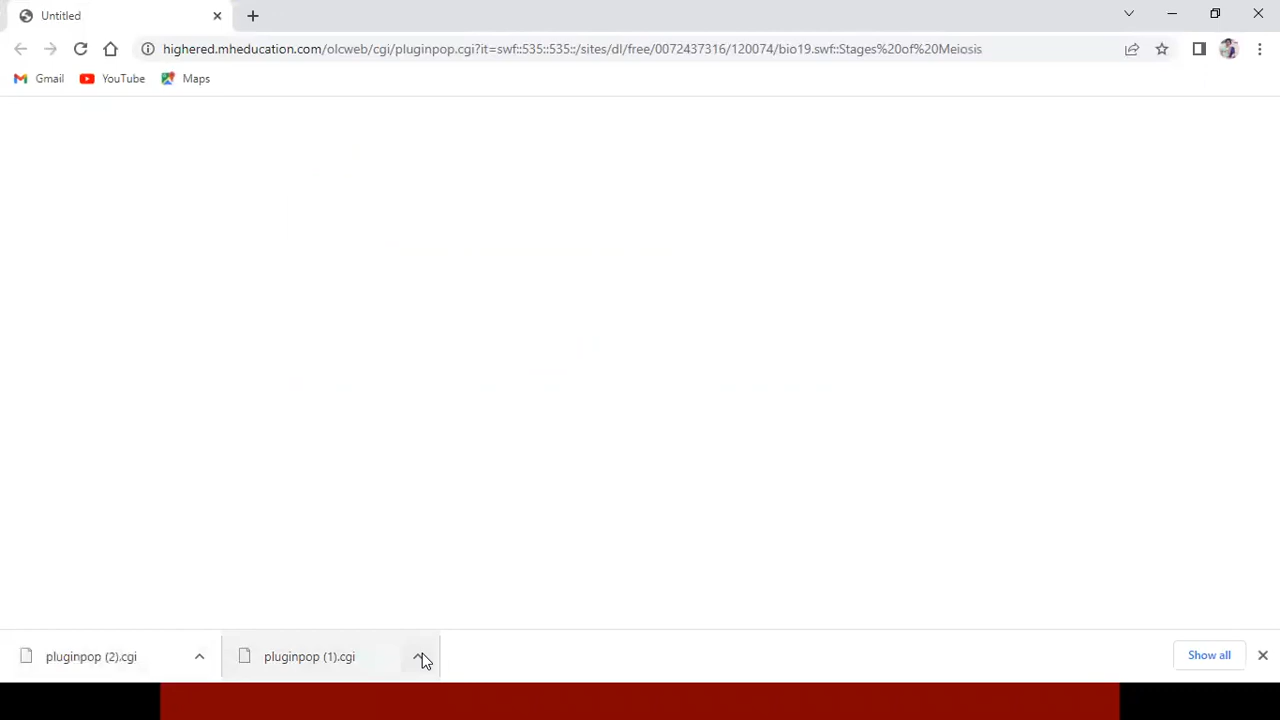 Untitled
highered.mheducation.com/olcweb/cgi/pluginpop.cgi?it=swf::535::535::/sites/dl/free/0072437316/120074/bio19.swf::Stages%20of%20Meiosis
Gmail YouTube Maps
pluginpop (2).cgi pluginpop (1).cgi Show all